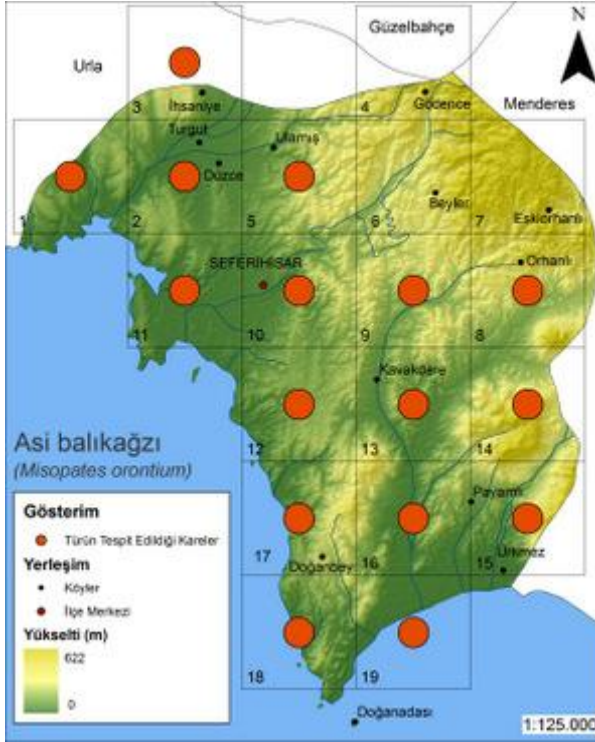 Güzelbahçe
N
Urla
Menderes
3
İhsaniye
4
Gödence
Turgut
Ulamış
Düzce
Beyler
Eskiorhanlı
1
2
5
6
7
SEFERİHİSAR
Orhanlı
11
10
9
8
Kavakdere
Asi balıkağzı
(Misopates orontium)
12
13
14
Payamlı
Gösterim
Türün Tespit Edildiği Kareler
Yerleşim
Köyler
İlçe Merkezi
Yükselti (m)
622
0
17
Doğanbey
16
15
Ürkmez
18
19
Doğanadası
1:125.000